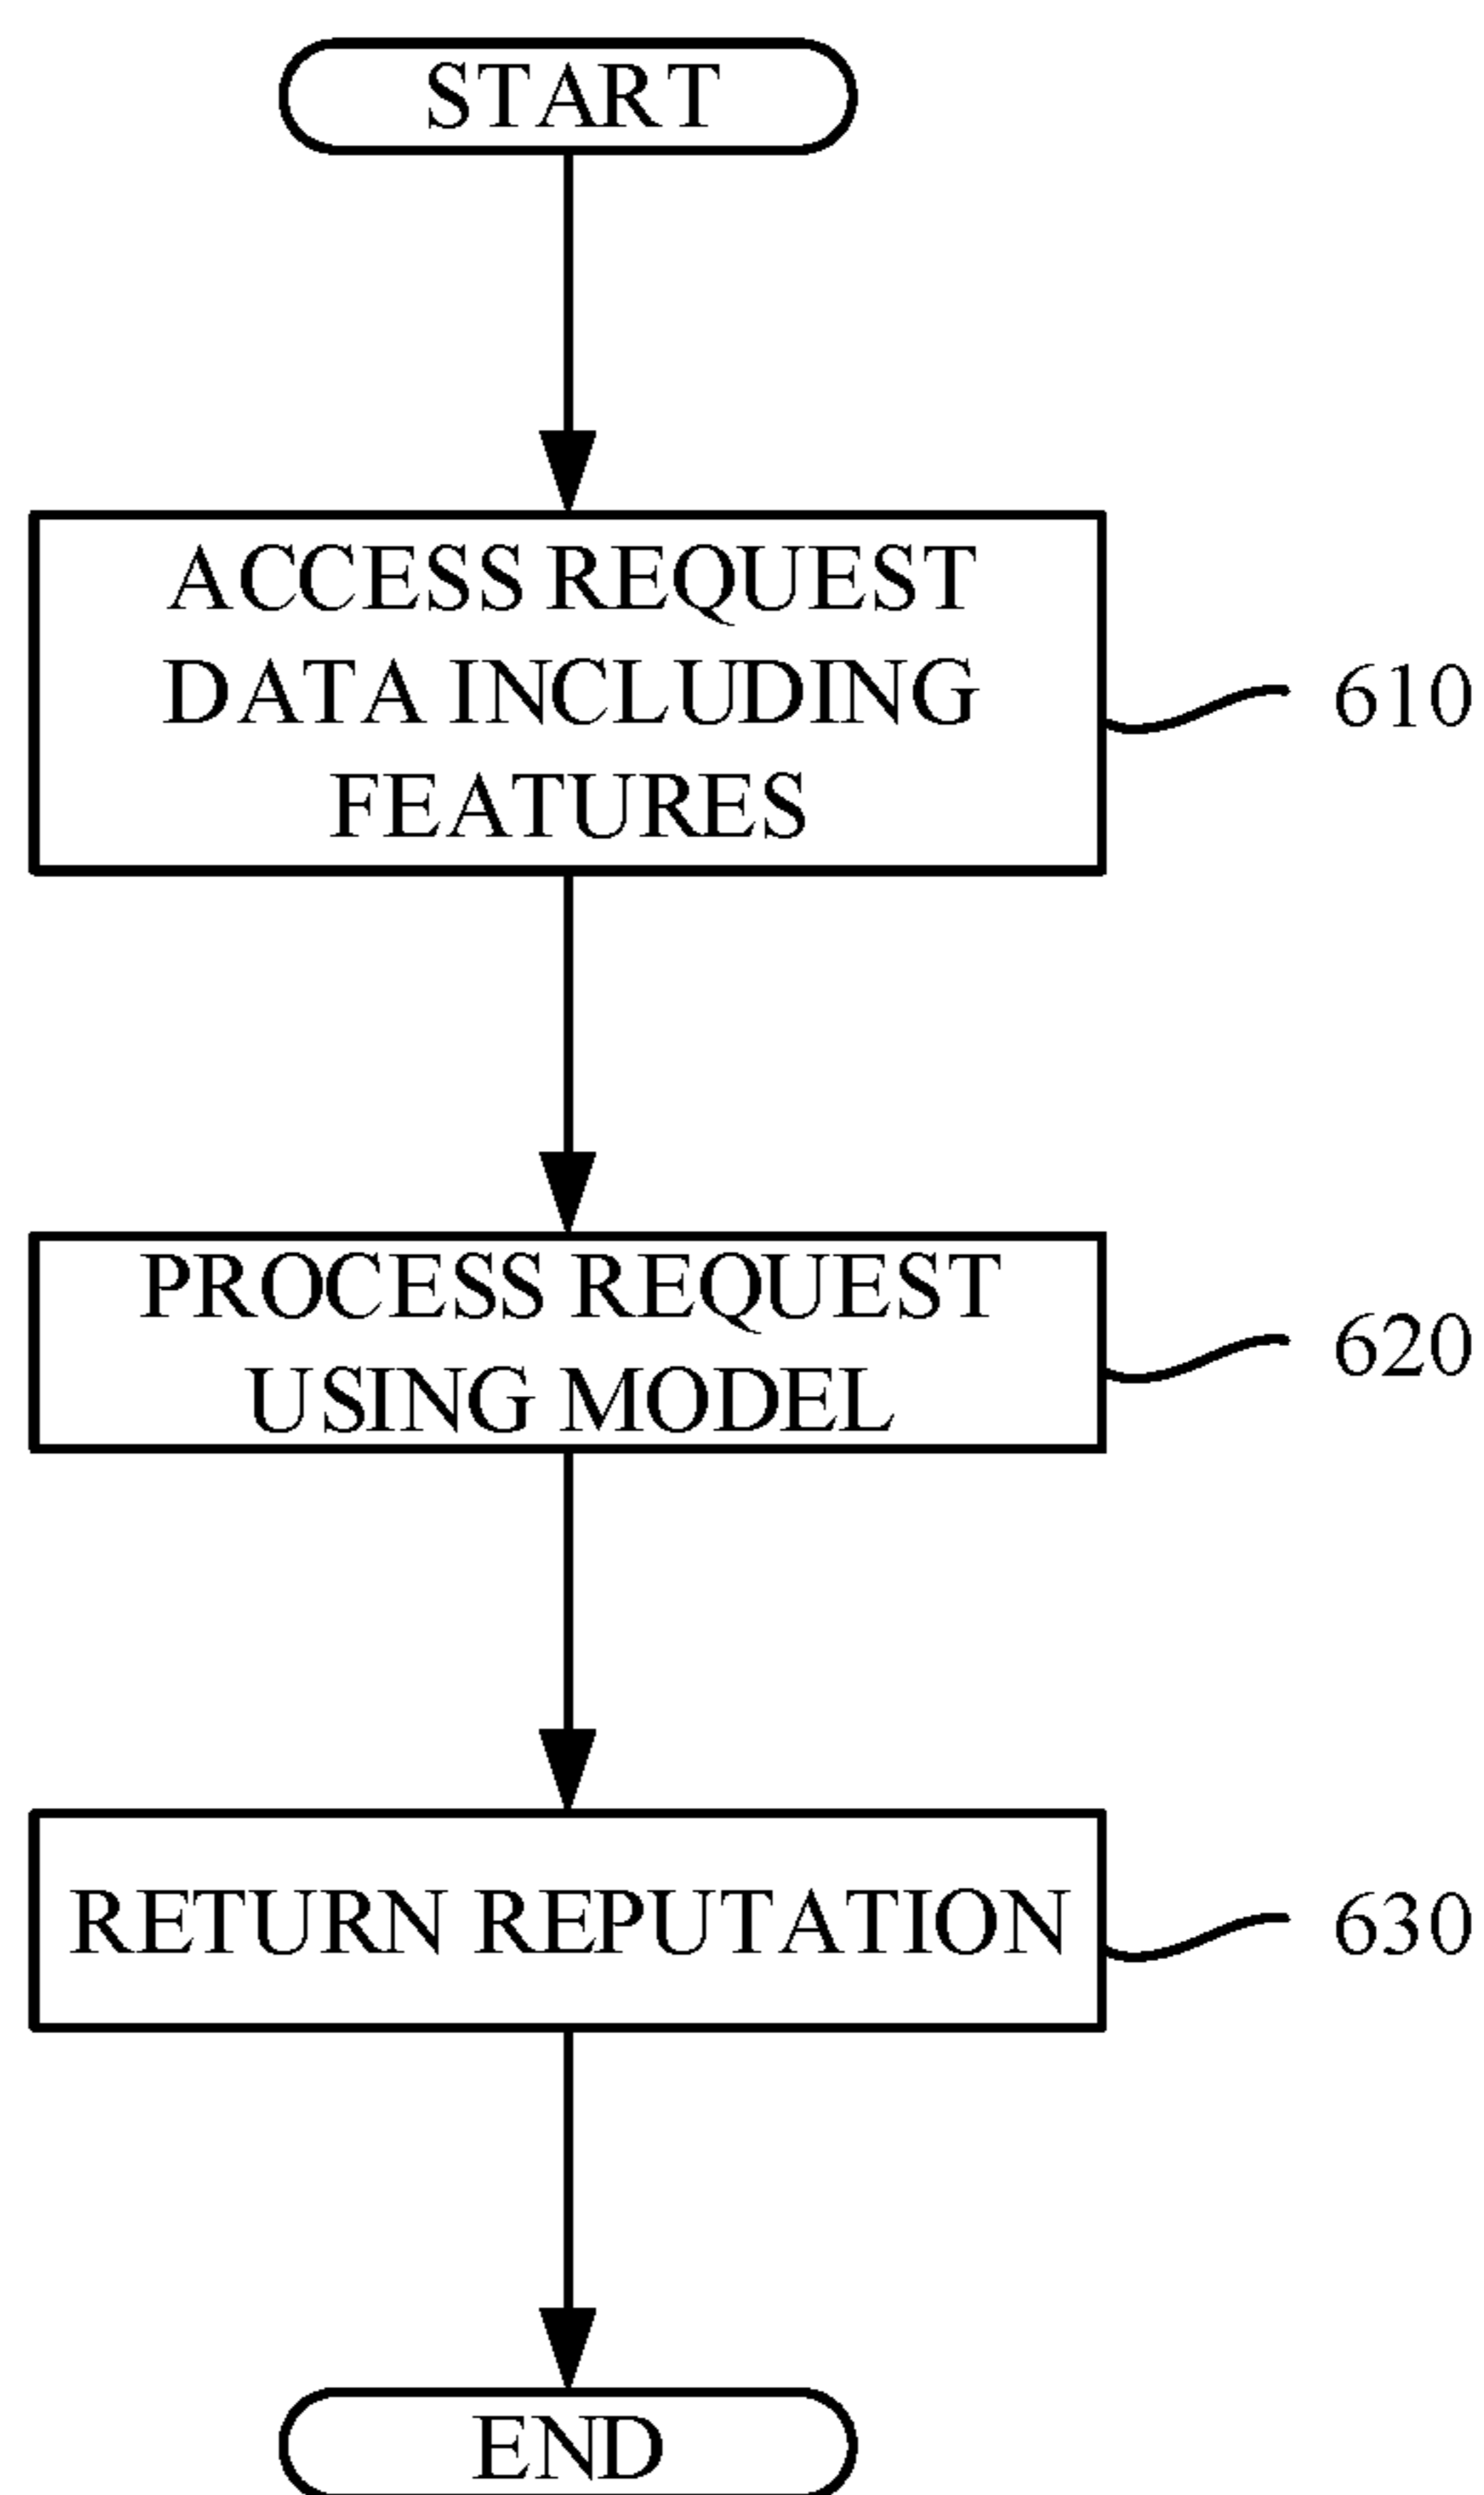 START
ACCESS REQUEST
DATA INCLUDING
FEATURES
610
PROCESS REQUEST
USING MODEL
620
RETURN REPUTATION
630
END